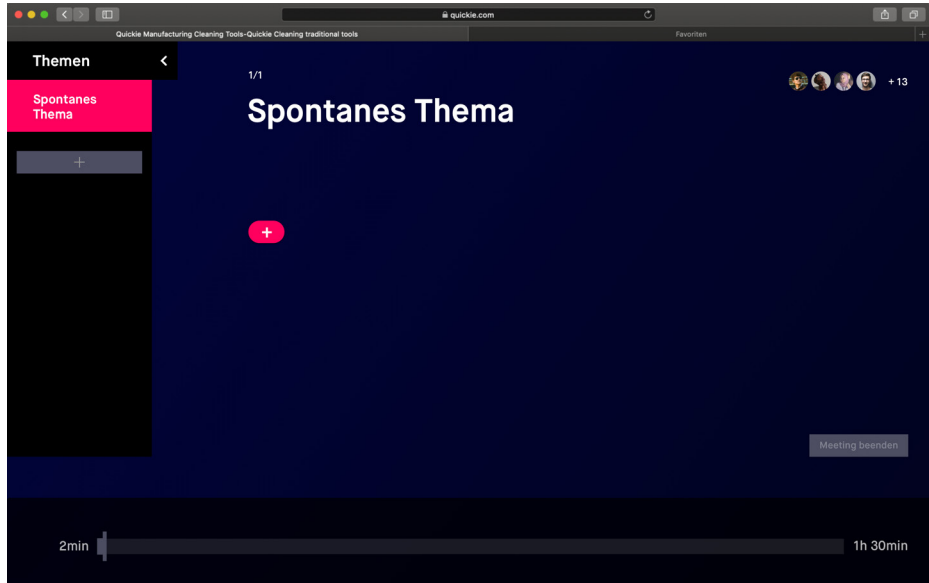 quickie.com
Quickie Manufacturing Cleaning Tools-Quickie Cleaning traditional tools
Favoriten
Themen
Spontanes
Thema
1/1
Spontanes Thema
+ 13
Meeting beenden
2min
1h 30min